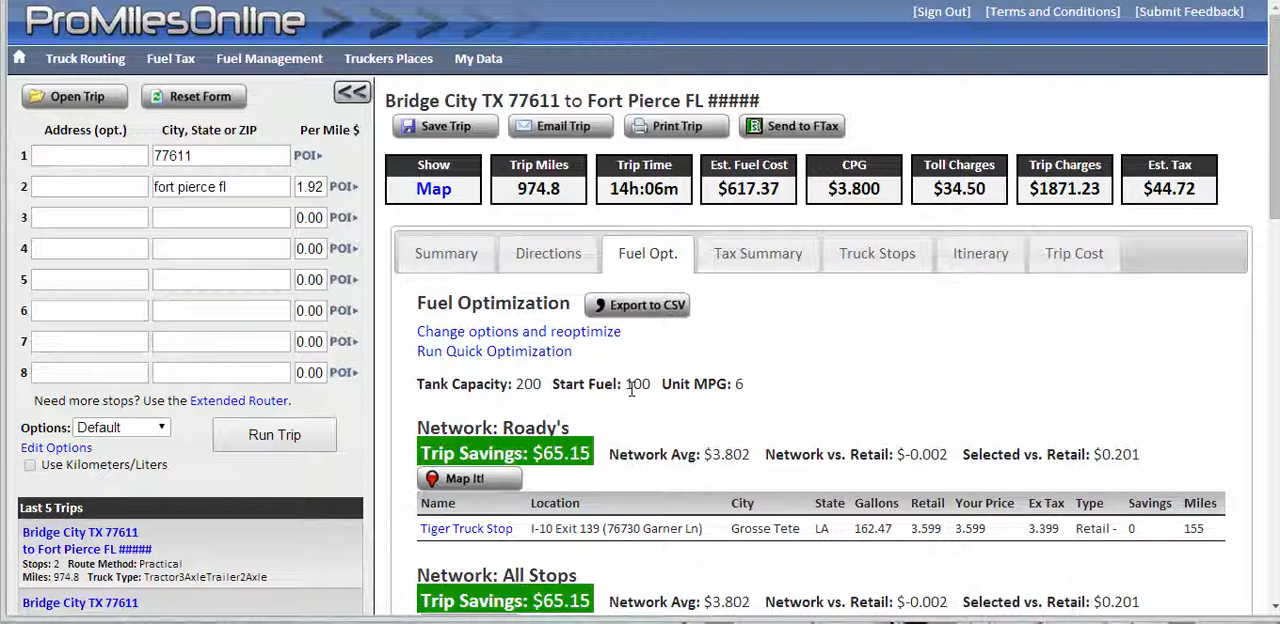 ProMilesOnline
[Sign Out] [Terms and Conditions] [Submit Feedback]
Truck Routing Fuel Tax Fuel Management Truckers Places My Data
Open Trip Reset Form <<
Address (opt.) City, State or ZIP Per Mile $
1 77611 POI
2 fort pierce fl 1.92 POI
3 0.00 POI
4 0.00 POI
5 0.00 POI
6 0.00 POI
7 0.00 POI
8 0.00 POI
Need more stops? Use the Extended Router.
Options: Default Run Trip
Edit Options
Use Kilometers/Liters
Last 5 Trips
Bridge City TX 77611
to Fort Pierce FL #####
Stops: 2 Route Method: Practical
Miles: 974.8 Truck Type: Tractor3AxleTrailer2Axle
Bridge City TX 77611
Bridge City TX 77611 to Fort Pierce FL #####
Save Trip Email Trip Print Trip Send to FTax
Show Trip Miles Trip Time Est. Fuel Cost CPG Toll Charges Trip Charges Est. Tax
Map 974.8 14h:06m $617.37 $3.800 $34.50 $1871.23 $44.72
Summary Directions Fuel Opt. Tax Summary Truck Stops Itinerary Trip Cost
Fuel Optimization Export to CSV
Change options and reoptimize
Run Quick Optimization
Tank Capacity: 200 Start Fuel: 100 Unit MPG: 6
Network: Roady's
Trip Savings: $65.15 Network Avg: $3.802 Network vs. Retail: $-0.002 Selected vs. Retail: $0.201
Map It!
Name Location City State Gallons Retail Your Price Ex Tax Type Savings Miles
Tiger Truck Stop I-10 Exit 139 (76730 Garner Ln) Grosse Tete LA 162.47 3.599 3.599 3.399 Retail - 0 155
Network: All Stops
Trip Savings: $65.15 Network Avg: $3.802 Network vs. Retail: $-0.002 Selected vs. Retail: $0.201